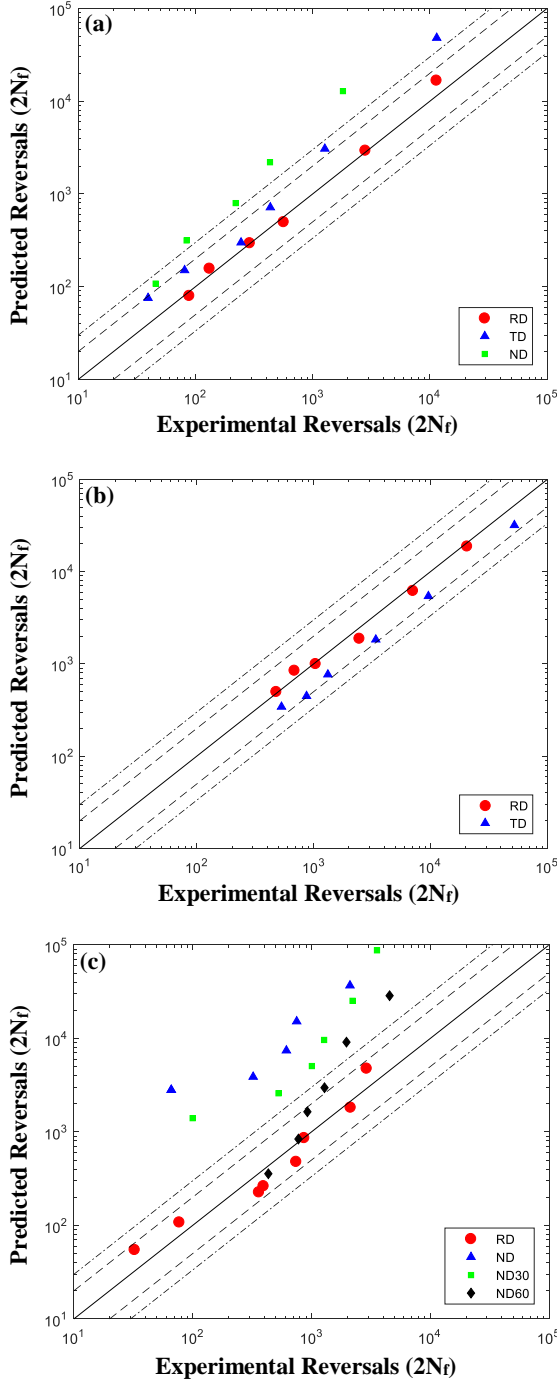 (a)
Predicted Reversals (2Nf)
10^5
10^4
10^3
10^2
10^1
RD
TD
ND
10^1 10^2 10^3 10^4 10^5
Experimental Reversals (2Nf)
(b)
Predicted Reversals (2Nf)
10^5
10^4
10^3
10^2
10^1
RD
TD
10^1 10^2 10^3 10^4 10^5
Experimental Reversals (2Nf)
(c)
Predicted Reversals (2Nf)
10^5
10^4
10^3
10^2
10^1
RD
ND
ND30
ND60
10^1 10^2 10^3 10^4 10^5
Experimental Reversals (2Nf)